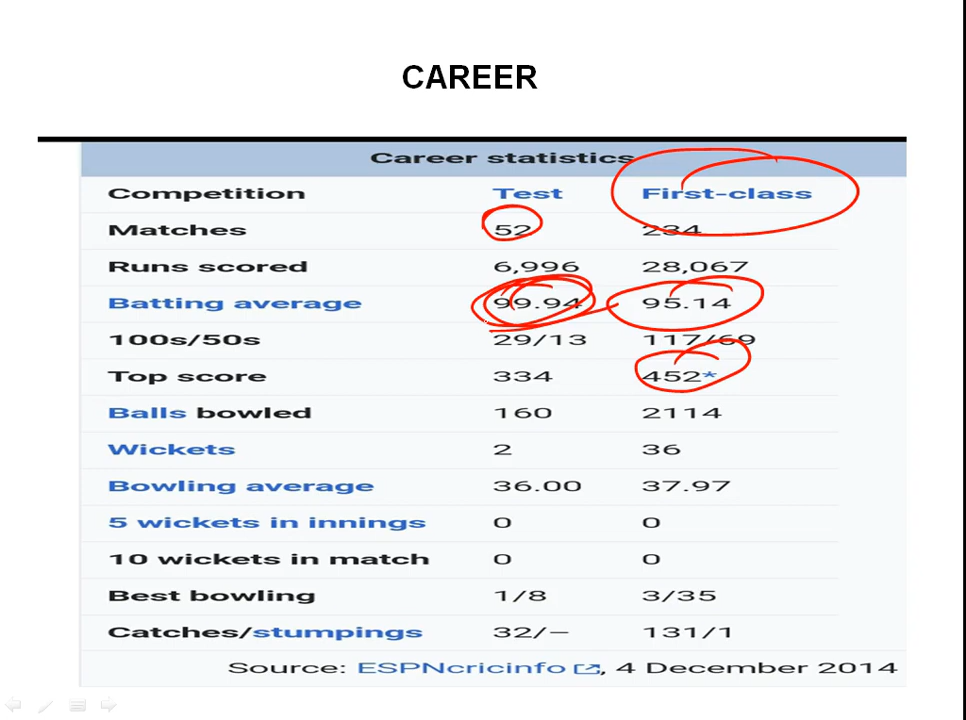 CAREER
Career statistics
Competition Test First-class
Matches 52 234
Runs scored 6,996 28,067
Batting average 99.94 95.14
100s/50s 29/13 117/69
Top score 334 452*
Balls bowled 160 2114
Wickets 2 36
Bowling average 36.00 37.97
5 wickets in innings 0 0
10 wickets in match 0 0
Best bowling 1/8 3/35
Catches/stumpings 32/– 131/1
Source: ESPNcricinfo, 4 December 2014